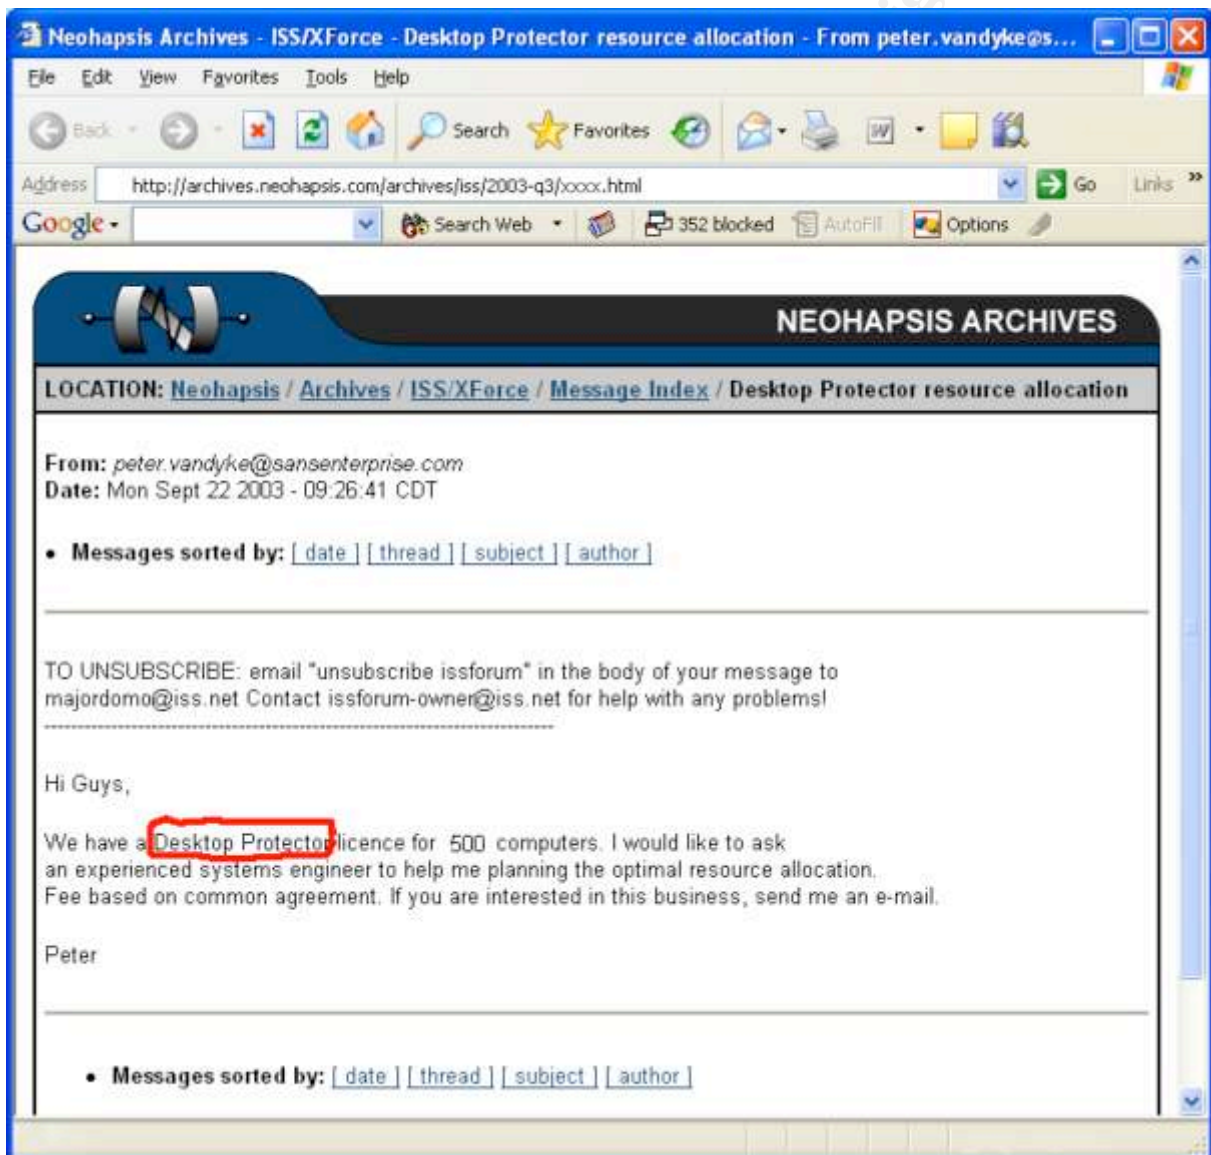 Neohapsis Archives - ISS/XForce - Desktop Protector resource allocation - From peter.vandyke@s...
File Edit View Favorites Tools Help
Back Search Favorites
Address http://archives.neohapsis.com/archives/iss/2003-q3/xxxx.html Go Links »
Google Search Web 352 blocked AutoFill Options
NEOHAPSIS ARCHIVES
LOCATION: Neohapsis / Archives / ISS/XForce / Message Index / Desktop Protector resource allocation
From: peter.vandyke@sansenterprise.com
Date: Mon Sept 22 2003 - 09:26:41 CDT
• Messages sorted by: [ date ] [ thread ] [ subject ] [ author ]
TO UNSUBSCRIBE: email "unsubscribe issforum" in the body of your message to
majordomo@iss.net Contact issforum-owner@iss.net for help with any problems!
Hi Guys,
We have a Desktop Protector licence for 500 computers. I would like to ask
an experienced systems engineer to help me planning the optimal resource allocation.
Fee based on common agreement. If you are interested in this business, send me an e-mail.
Peter
• Messages sorted by: [ date ] [ thread ] [ subject ] [ author ]